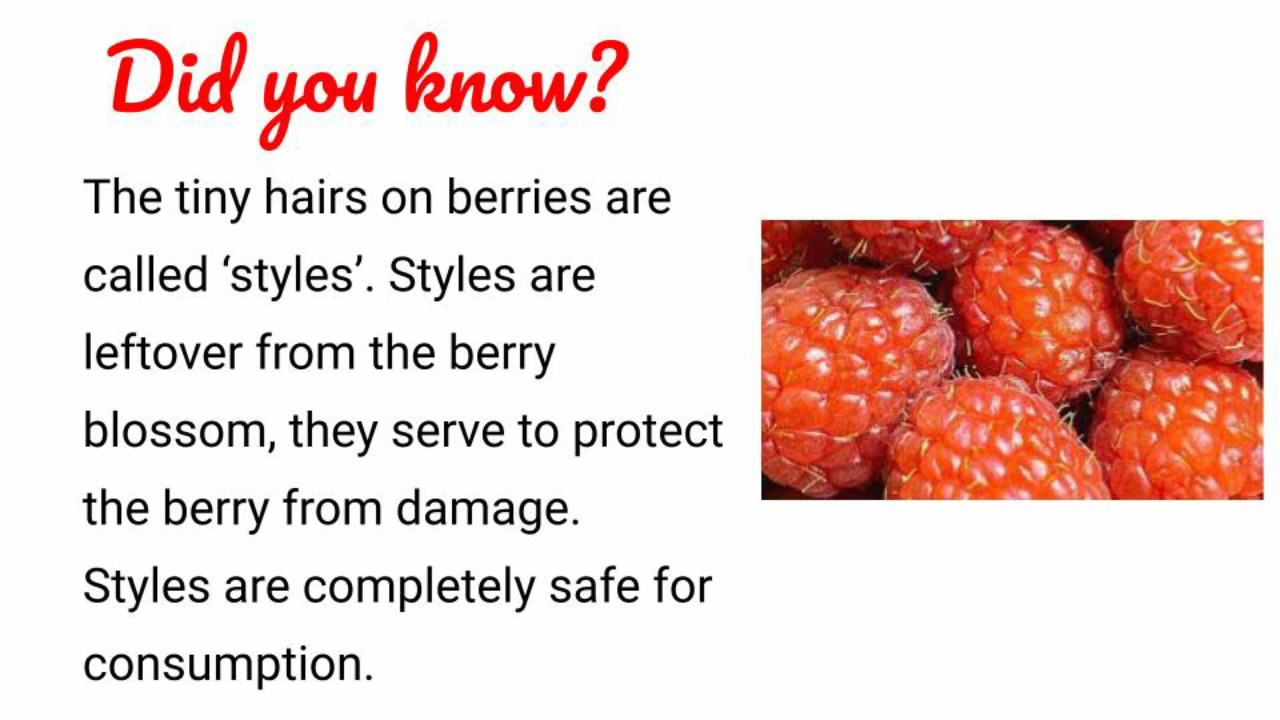 Did you know?
The tiny hairs on berries are
called ‘styles’. Styles are
leftover from the berry
blossom, they serve to protect
the berry from damage.
Styles are completely safe for
consumption.